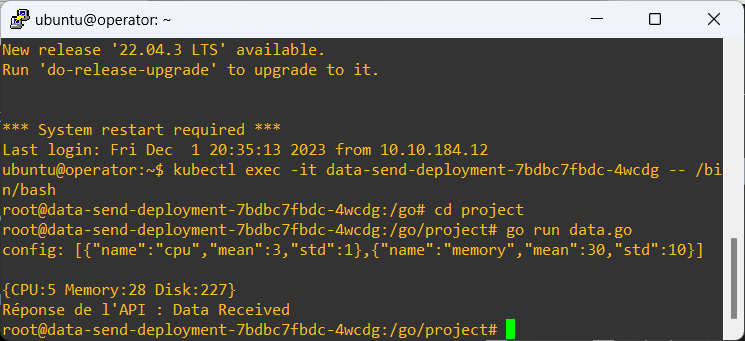 ubuntu@operator: ~
New release '22.04.3 LTS' available.
Run 'do-release-upgrade' to upgrade to it.
*** System restart required ***
Last login: Fri Dec  1 20:35:13 2023 from 10.10.184.12
ubuntu@operator:~$ kubectl exec -it data-send-deployment-7bdbc7fbdc-4wcdg -- /bi
n/bash
root@data-send-deployment-7bdbc7fbdc-4wcdg:/go# cd project
root@data-send-deployment-7bdbc7fbdc-4wcdg:/go/project# go run data.go
config: [{"name":"cpu","mean":3,"std":1},{"name":"memory","mean":30,"std":10}]
{CPU:5 Memory:28 Disk:227}
Réponse de l'API : Data Received
root@data-send-deployment-7bdbc7fbdc-4wcdg:/go/project#